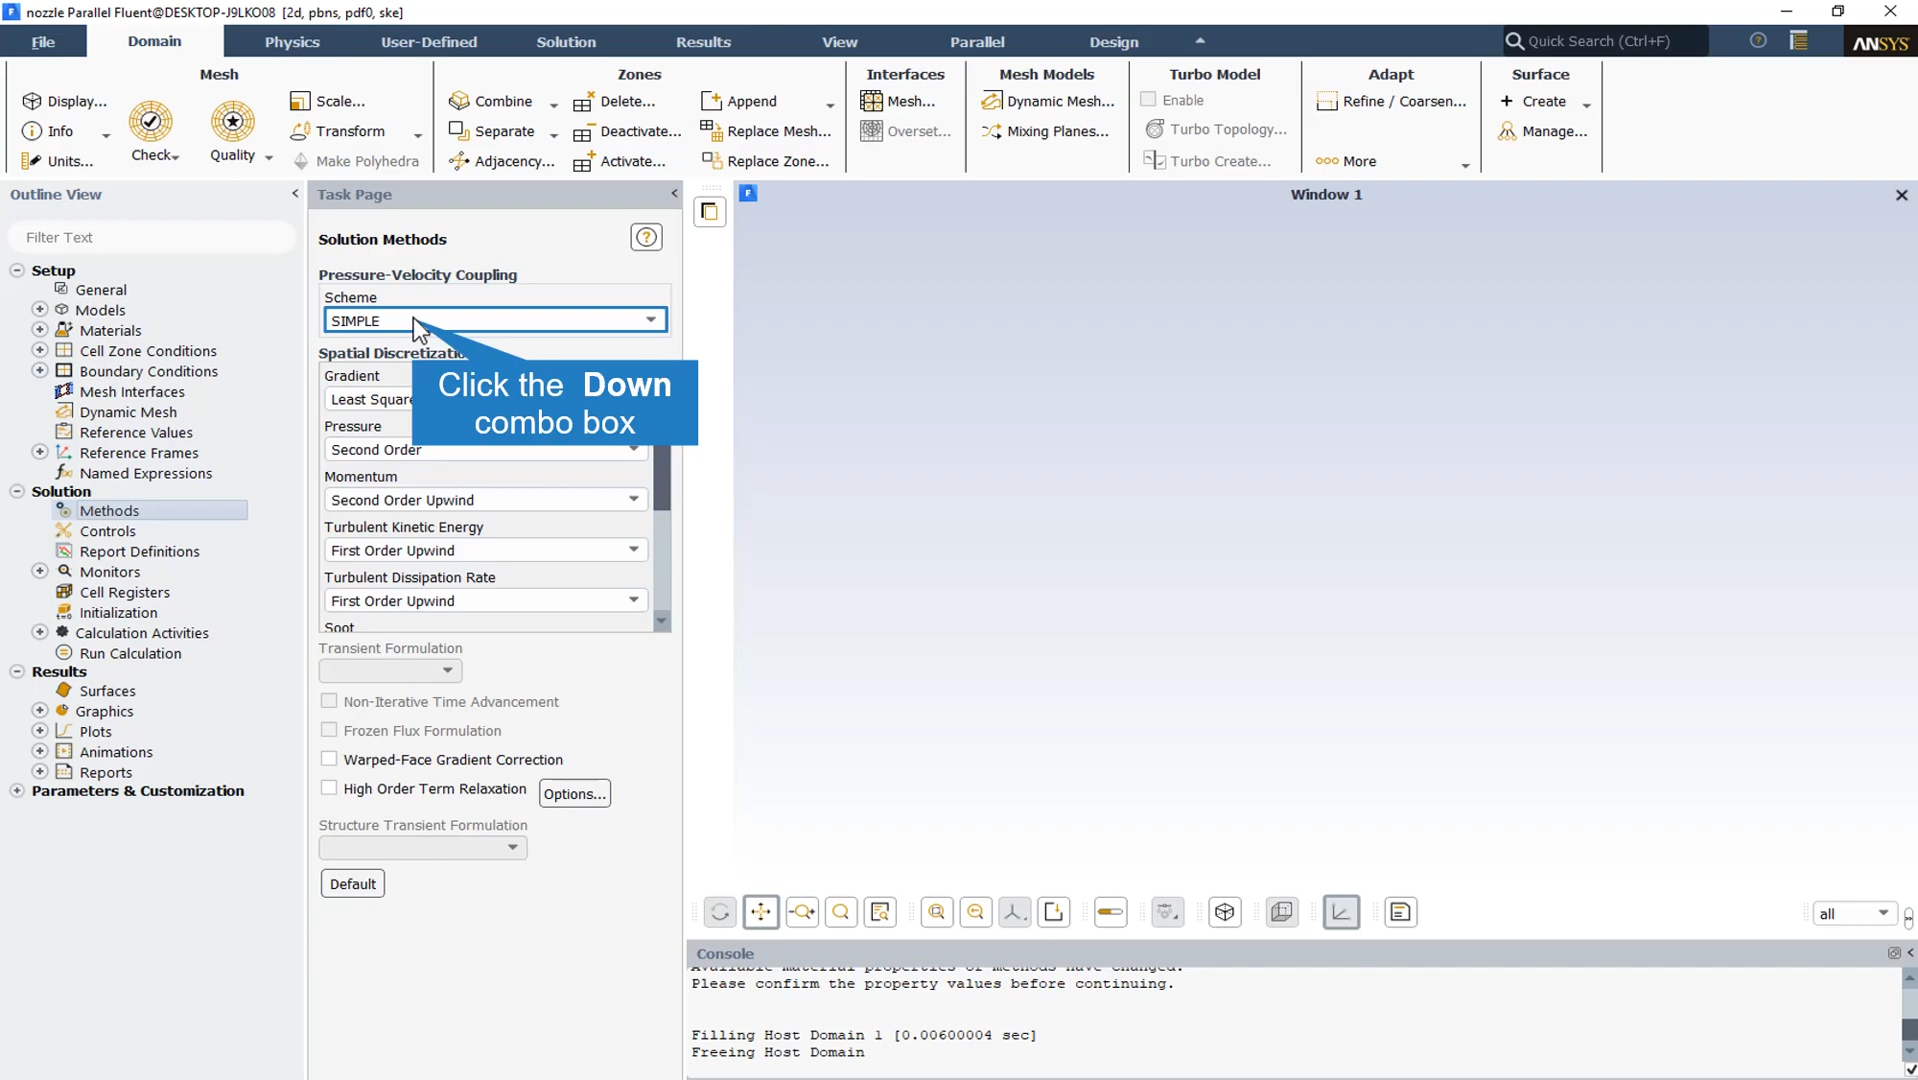 nozzle Parallel Fluent@DESKTOP-J9LKO08 [2d, pbns, pdf0, ske]
File
Domain
Physics
User-Defined
Solution
Results
View
Parallel
Design
Quick Search (Ctrl+F)
ANSYS
Mesh
Display...
Info
Units...
Check
Quality
Scale...
Transform
Make Polyhedra
Zones
Combine
Separate
Adjacency...
Delete...
Deactivate...
Activate...
Append
Replace Mesh...
Replace Zone...
Interfaces
Mesh...
Overset...
Mesh Models
Dynamic Mesh...
Mixing Planes...
Turbo Model
Enable
Turbo Topology...
Turbo Create...
Adapt
Refine / Coarsen...
More
Surface
Create
Manage...
Outline View
Filter Text
Setup
General
Models
Materials
Cell Zone Conditions
Boundary Conditions
Mesh Interfaces
Dynamic Mesh
Reference Values
Reference Frames
Named Expressions
Solution
Methods
Controls
Report Definitions
Monitors
Cell Registers
Initialization
Calculation Activities
Run Calculation
Results
Surfaces
Graphics
Plots
Animations
Reports
Parameters & Customization
Task Page
Solution Methods
Pressure-Velocity Coupling
Scheme
SIMPLE
Click the Down
combo box
Gradient
Pressure
Second Order
Momentum
Second Order Upwind
Turbulent Kinetic Energy
First Order Upwind
Turbulent Dissipation Rate
First Order Upwind
Soot
Transient Formulation
Non-Iterative Time Advancement
Frozen Flux Formulation
Warped-Face Gradient Correction
High Order Term Relaxation
Options...
Structure Transient Formulation
Default
Window 1
all
Console
Available material properties or methods have changed.
Please confirm the property values before continuing.
Filling Host Domain 1 [0.00600004 sec]
Freeing Host Domain